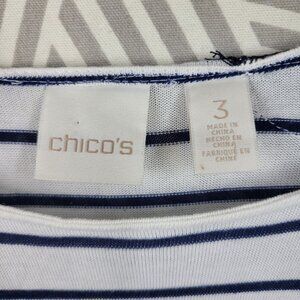 chico's
3
MADE IN
CHINA
HECHO EN
CHINA
FABRIQUÉ EN
CHINE